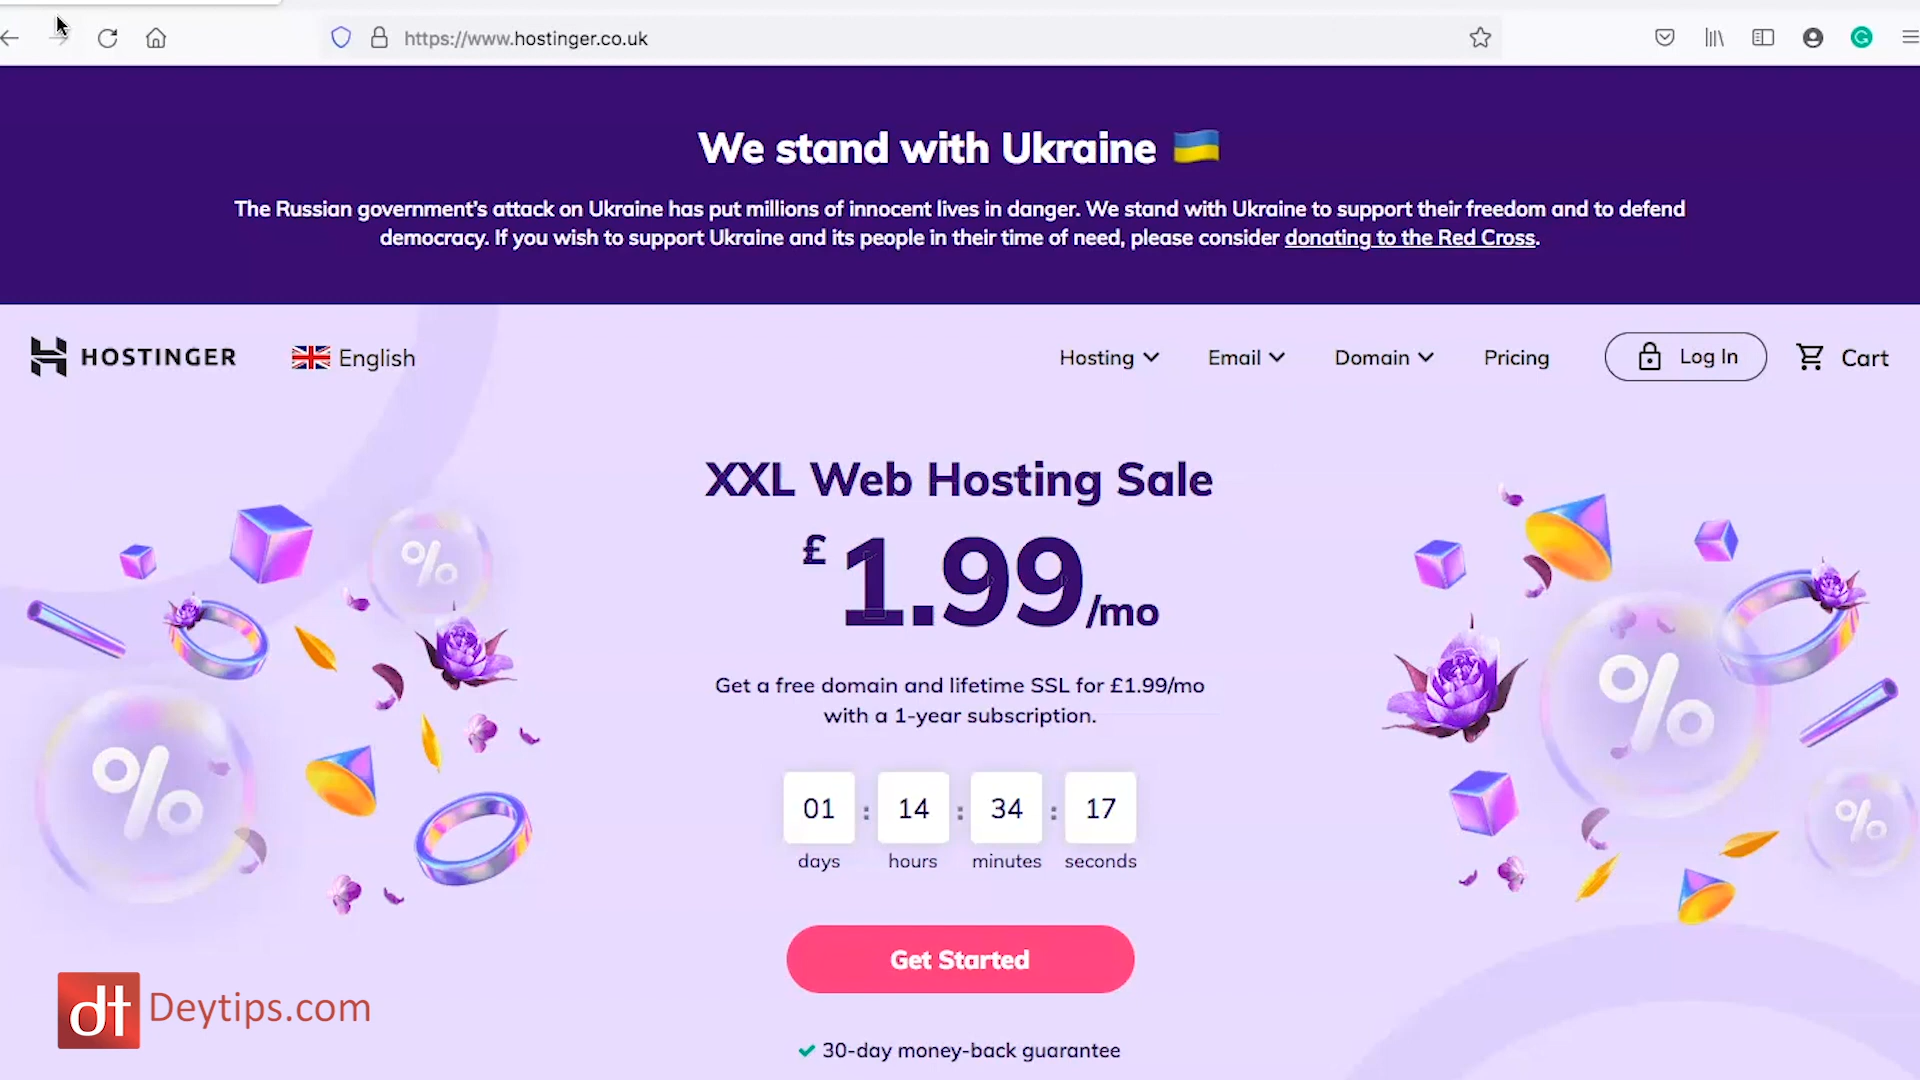 https://www.hostinger.co.uk
We stand with Ukraine 🇺🇦
The Russian government's attack on Ukraine has put millions of innocent lives in danger. We stand with Ukraine to support their freedom and to defend
democracy. If you wish to support Ukraine and its people in their time of need, please consider donating to the Red Cross.
HOSTINGER English Hosting Email Domain Pricing Log In Cart
XXL Web Hosting Sale
£1.99/mo
Get a free domain and lifetime SSL for £1.99/mo
with a 1-year subscription.
01 : 14 : 34 : 17
days hours minutes seconds
Get Started
dt Deytips.com
✓ 30-day money-back guarantee
%
%
%
%